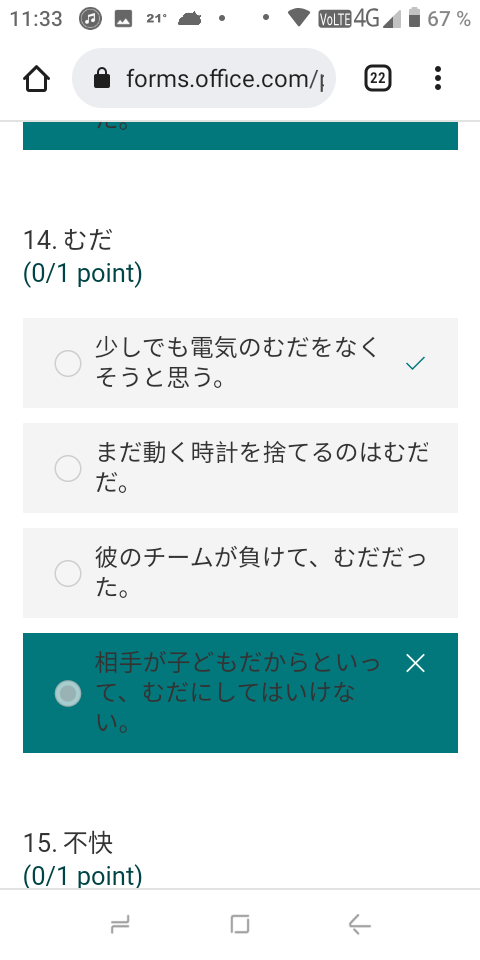 11:33
21°
VoLTE 4G 67 %
forms.office.com/p
22
た。
14. むだ
(0/1 point)
少しでも電気のむだをなく
そうと思う。
まだ動く時計を捨てるのはむだ
だ。
彼のチームが負けて、むだだっ
た。
相手が子どもだからといっ
て、むだにしてはいけな
い。
15. 不快
(0/1 point)